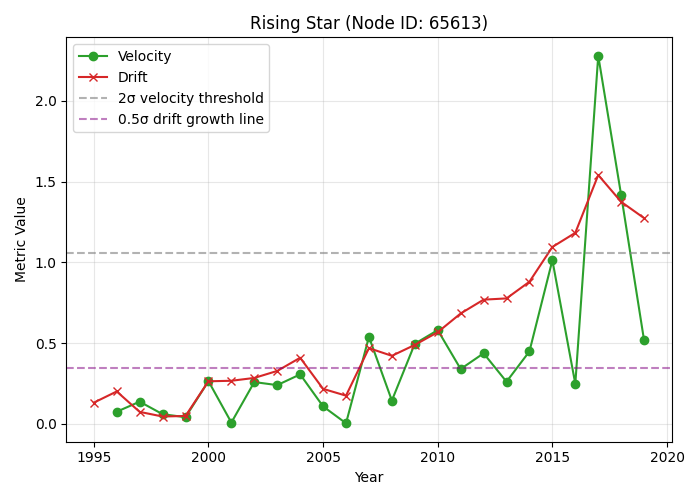 Rising Star (Node ID: 65613)
Velocity
Drift
2σ velocity threshold
0.5σ drift growth line
Metric Value
2.0
1.5
1.0
0.5
0.0
1995 2000 2005 2010 2015 2020
Year